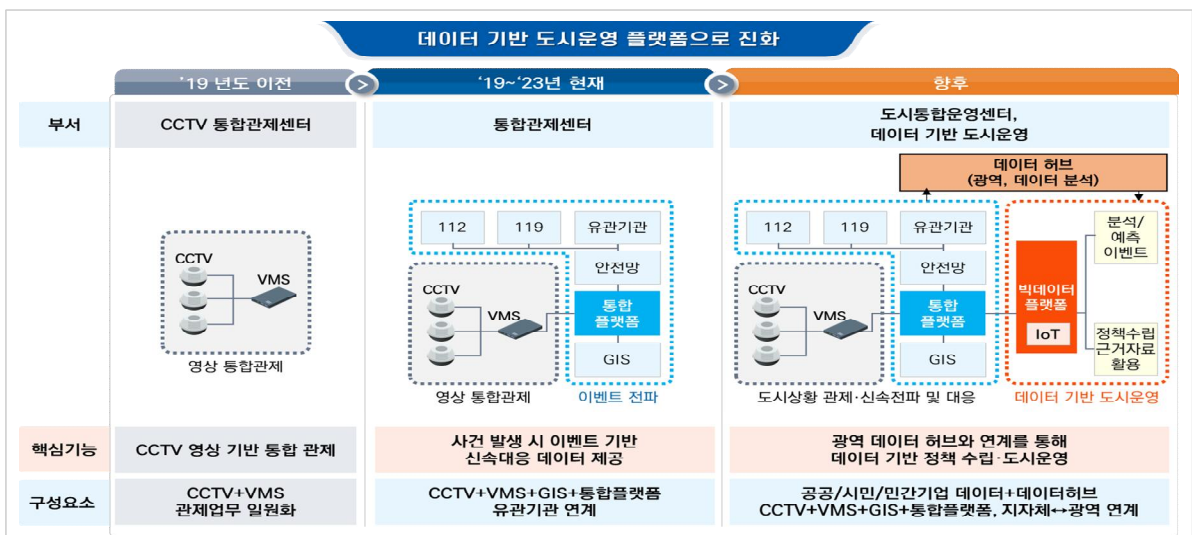 데이터 기반 도시운영 플랫폼으로 진화
'19 년도 이전
>
'19~'23년 현재
>
향후
부서
CCTV 통합관제센터
통합관제센터
도시통합운영센터,
데이터 기반 도시운영
CCTV
VMS
영상 통합관제
112
119
유관기관
안전망
CCTV
VMS
통합
플랫폼
GIS
영상 통합관제
이벤트 전파
데이터 허브
(광역, 데이터 분석)
112
119
유관기관
안전망
CCTV
VMS
통합
플랫폼
GIS
도시상황 관제·신속전파 및 대응
빅데이터
플랫폼
IoT
분석/
예측
이벤트
정책수립
근거자료
활용
데이터 기반 도시운영
핵심기능
CCTV 영상 기반 통합 관제
사건 발생 시 이벤트 기반
신속대응 데이터 제공
광역 데이터 허브와 연계를 통해
데이터 기반 정책 수립·도시운영
구성요소
CCTV+VMS
관제업무 일원화
CCTV+VMS+GIS+통합플랫폼
유관기관 연계
공공/시민/민간기업 데이터+데이터허브
CCTV+VMS+GIS+통합플랫폼, 지자체↔광역 연계